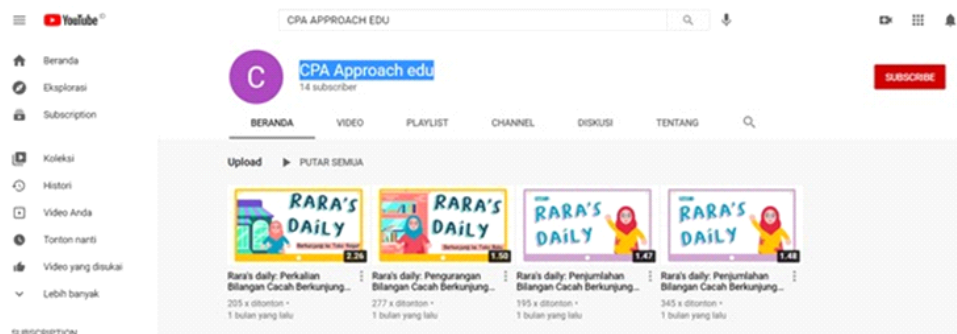 YouTube ID
CPA APPROACH EDU
Beranda
Eksplorasi
Subscription
Koleksi
Histori
Video Anda
Tonton nanti
Video yang disukai
Lebih banyak
SUBSCRIPTION
C
CPA Approach edu
14 subscriber
SUBSCRIBE
BERANDA VIDEO PLAYLIST CHANNEL DISKUSI TENTANG
Upload PUTAR SEMUA
RARA'S
DAILY
2.26
Rara's daily: Perkalian
Bilangan Cacah Berkunjung...
205 x ditonton •
1 bulan yang lalu
RARA'S
DAILY
Berkunjung ke Toko Buku
1.50
Rara's daily: Pengurangan
Bilangan Cacah Berkunjung...
277 x ditonton •
1 bulan yang lalu
RARA'S
DAILY
1.47
Rara's daily: Penjumlahan
Bilangan Cacah Berkunjung...
195 x ditonton •
1 bulan yang lalu
RARA'S
DAILY
1.48
Rara's daily: Penjumlahan
Bilangan Cacah Berkunjung...
345 x ditonton •
1 bulan yang lalu